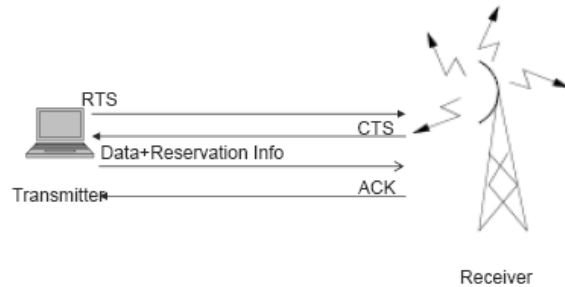 RTS
CTS
Data+Reservation Info
Transmitter
ACK
Receiver